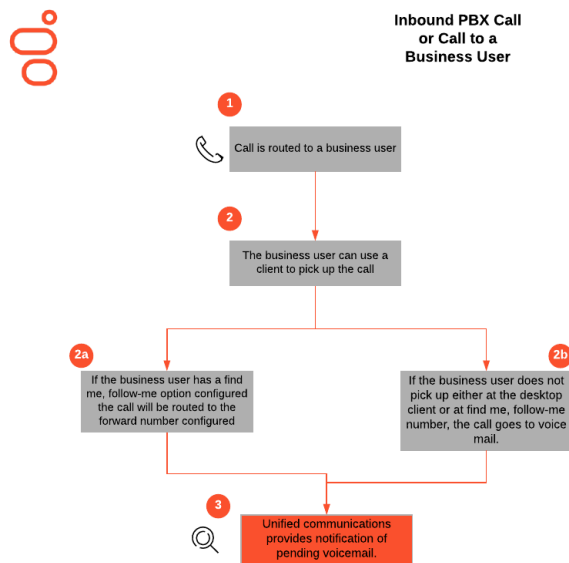 Inbound PBX Call
or Call to a
Business User
1
Call is routed to a business user
2
The business user can use a
client to pick up the call
2a
If the business user has a find
me, follow-me option configured
the call will be routed to the
forward number configured
2b
If the business user does not
pick up either at the desktop
client or at find me, follow-me
number, the call goes to voice
mail.
3
Unified communications
provides notification of
pending voicemail.